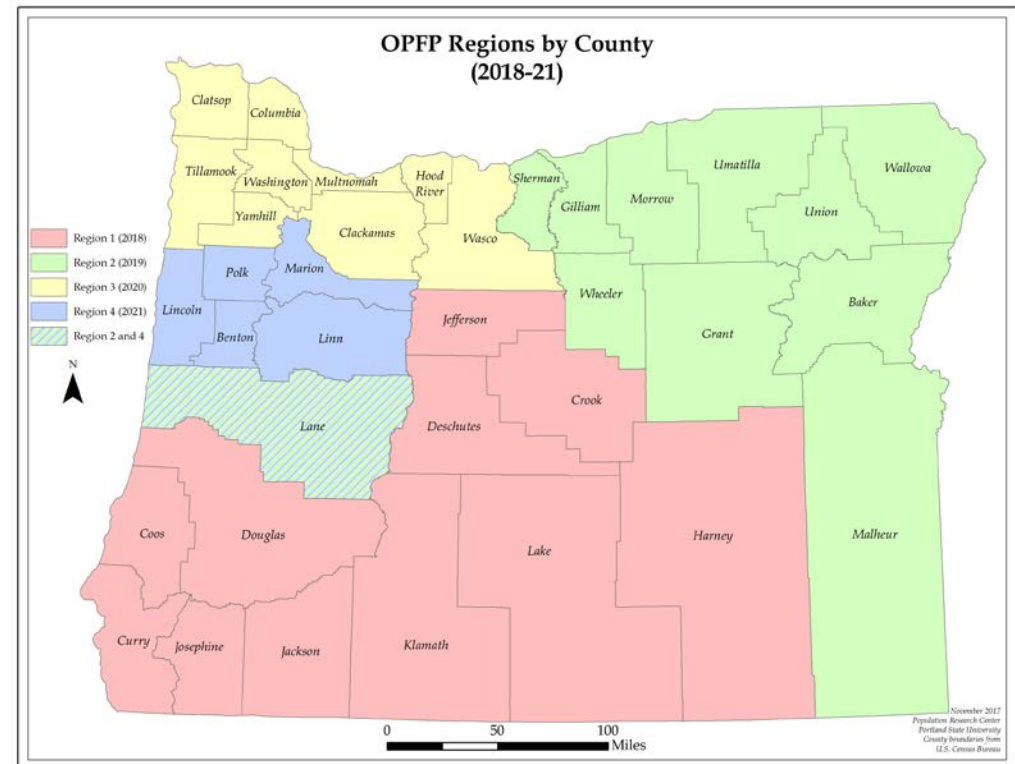 OPFP Regions by County
(2018-21)
Clatsop
Columbia
Tillamook
Washington
Multnomah
Hood
River
Yamhill
Clackamas
Wasco
Sherman
Gilliam
Morrow
Umatilla
Union
Wallowa
Region 1 (2018)
Region 2 (2019)
Region 3 (2020)
Region 4 (2021)
Region 2 and 4
N
Polk
Marion
Lincoln
Benton
Linn
Jefferson
Wheeler
Grant
Baker
Crook
Deschutes
Lane
Coos
Douglas
Lake
Harney
Malheur
Curry
Josephine
Jackson
Klamath
0
50
100
Miles
November 2017
Population Research Center
Portland State University
County boundaries from
U.S. Census Bureau